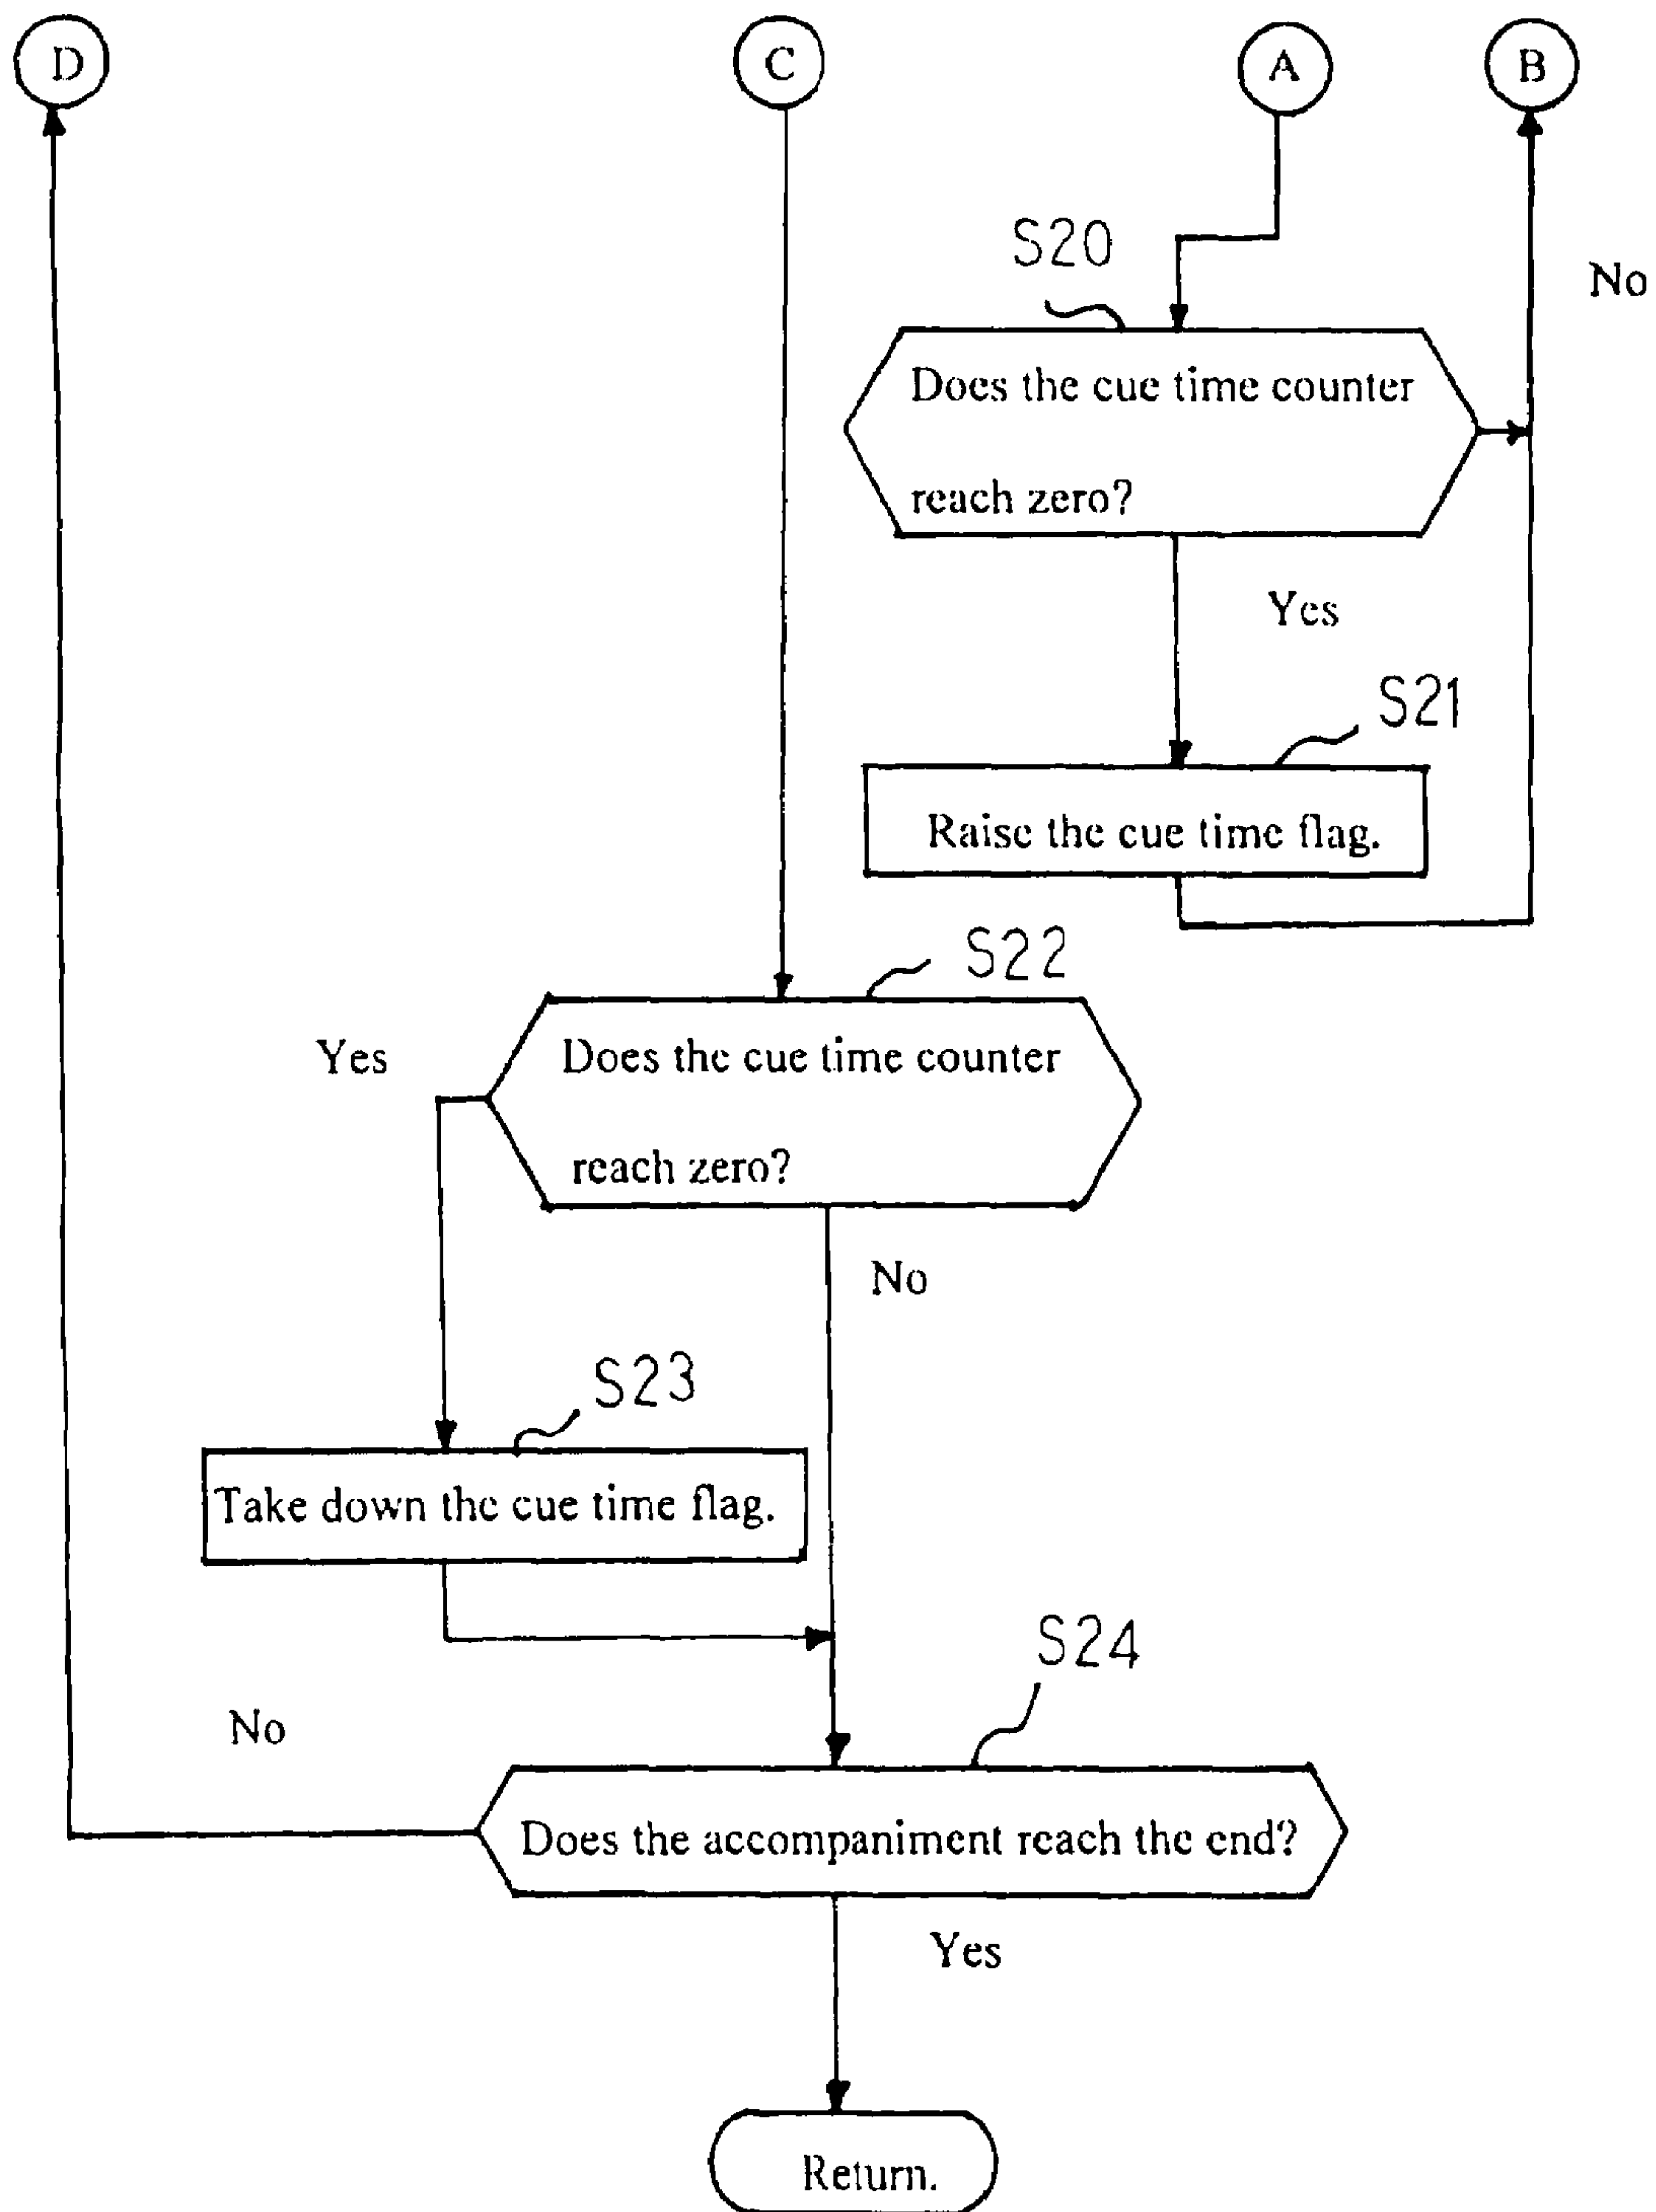 D
C
A
B
S20
No
Does the cue time counter
reach zero?
Yes
S21
Raise the cue time flag.
S22
Yes
Does the cue time counter
reach zero?
No
S23
Take down the cue time flag.
S24
No
Does the accompaniment reach the end?
Yes
Return.